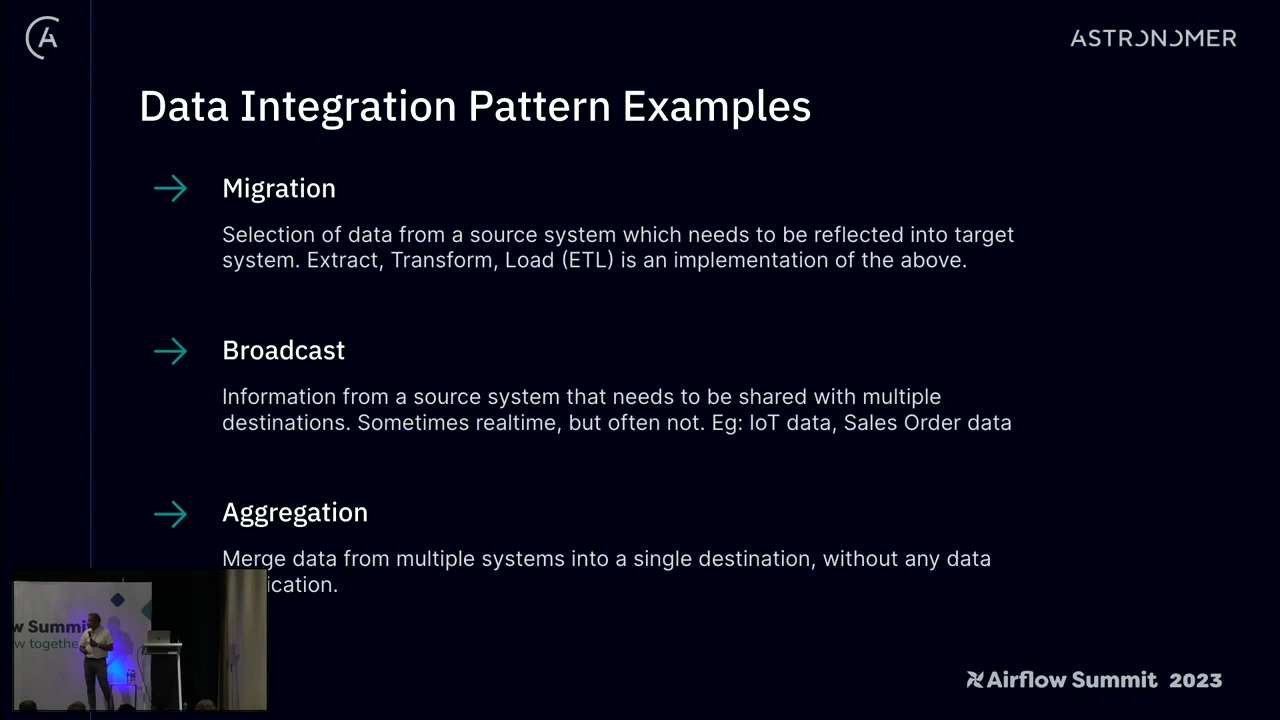 ASTRONOMER
Data Integration Pattern Examples
Migration
Selection of data from a source system which needs to be reflected into target
system. Extract, Transform, Load (ETL) is an implementation of the above.
Broadcast
Information from a source system that needs to be shared with multiple
destinations. Sometimes realtime, but often not. Eg: IoT data, Sales Order data
Aggregation
Merge data from multiple systems into a single destination, without any data
ication.
w Summi
w togethe
Airflow Summit 2023